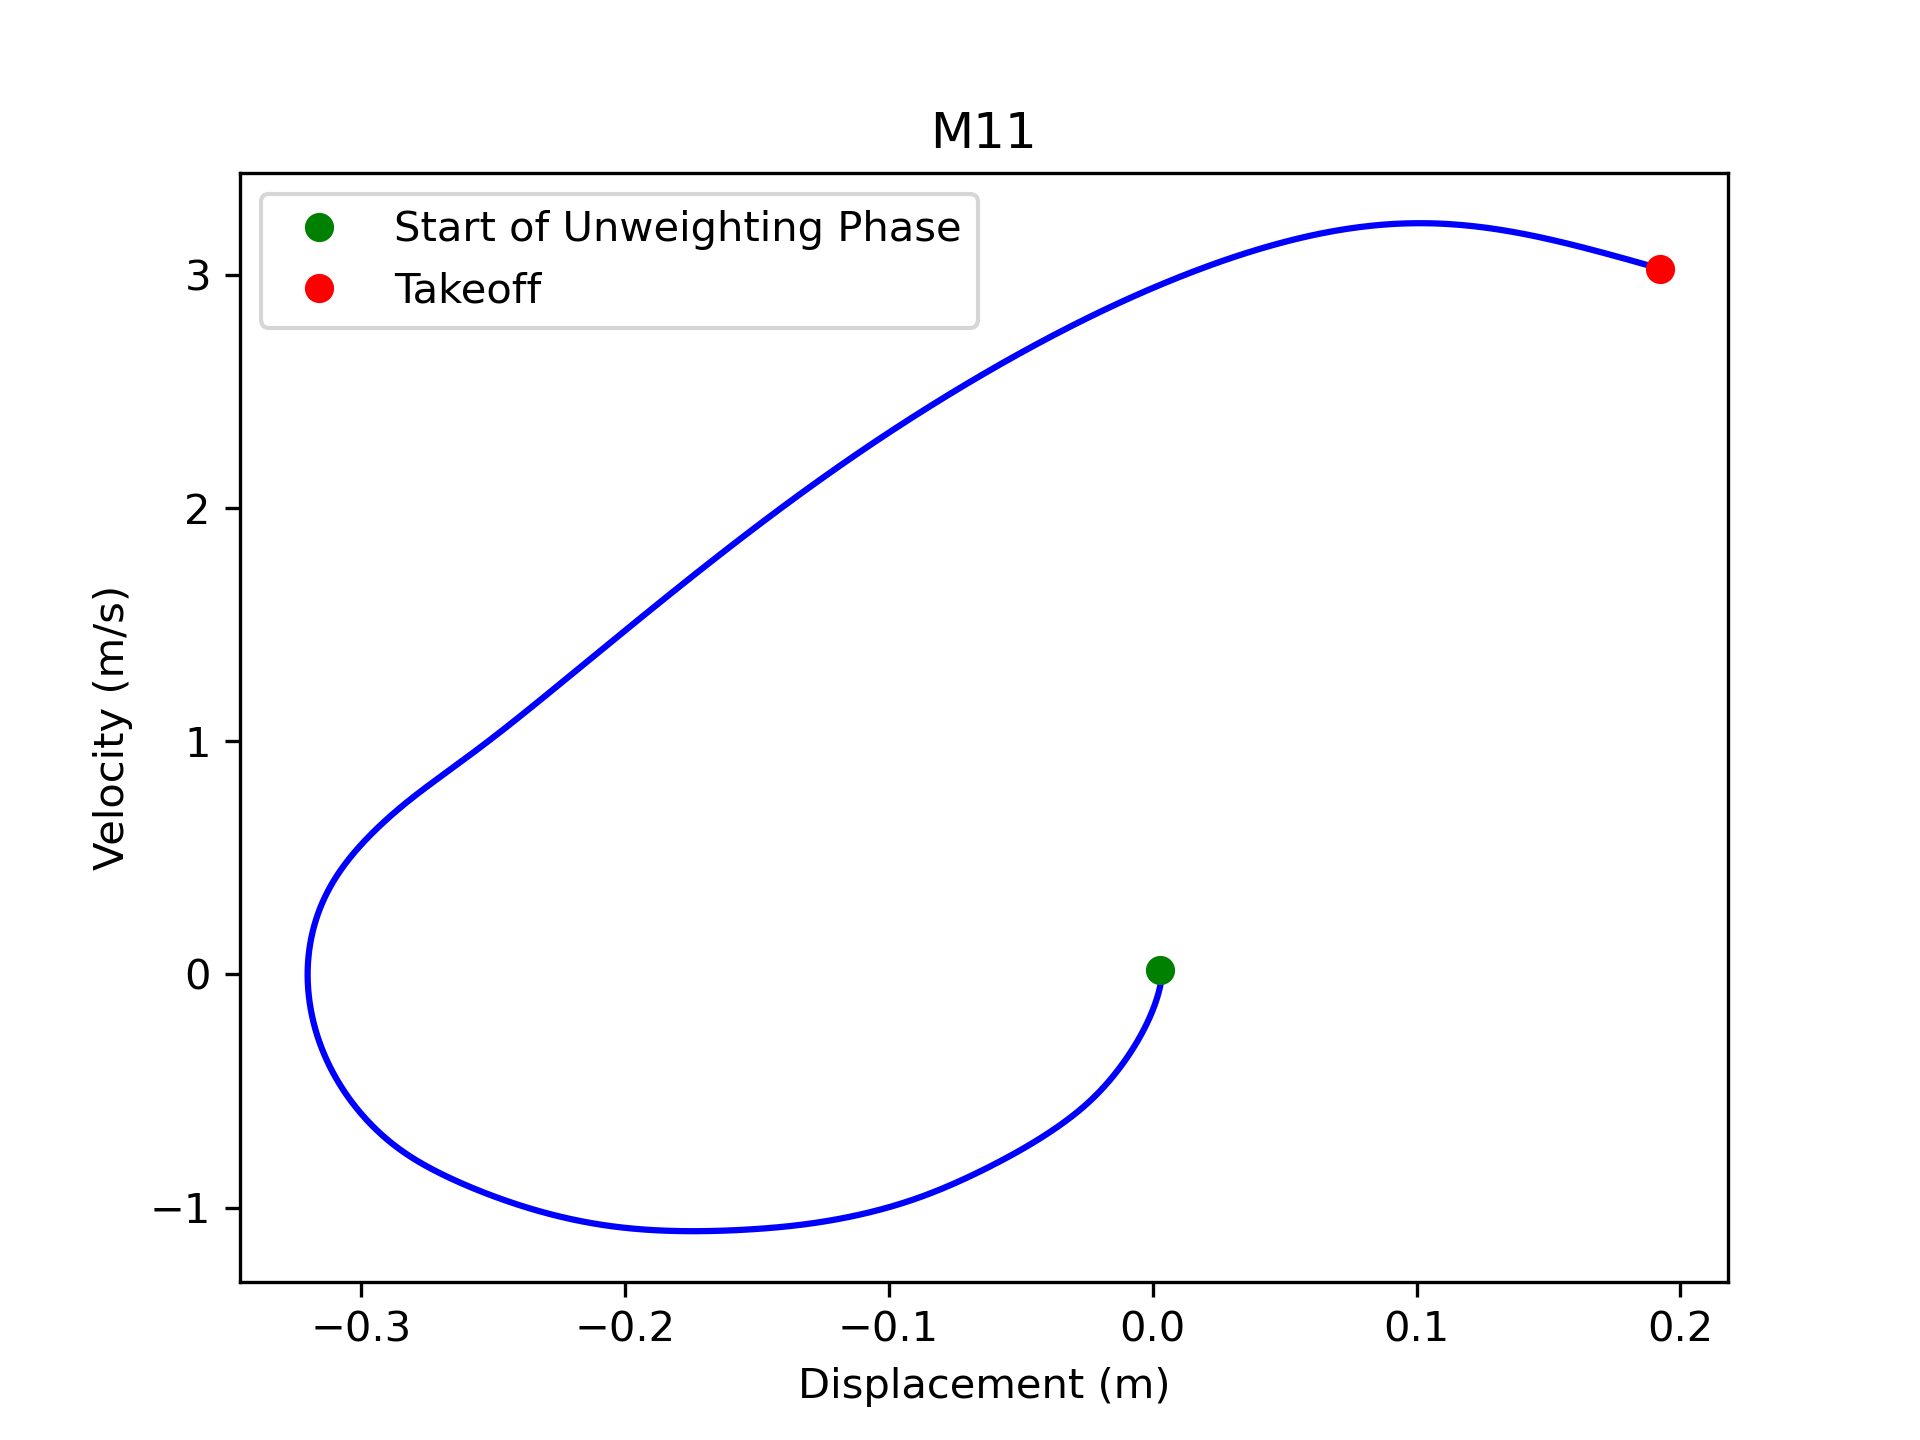 M11
Start of Unweighting Phase
Takeoff
3
2
1
0
−1
Velocity (m/s)
−0.3 −0.2 −0.1 0.0 0.1 0.2
Displacement (m)